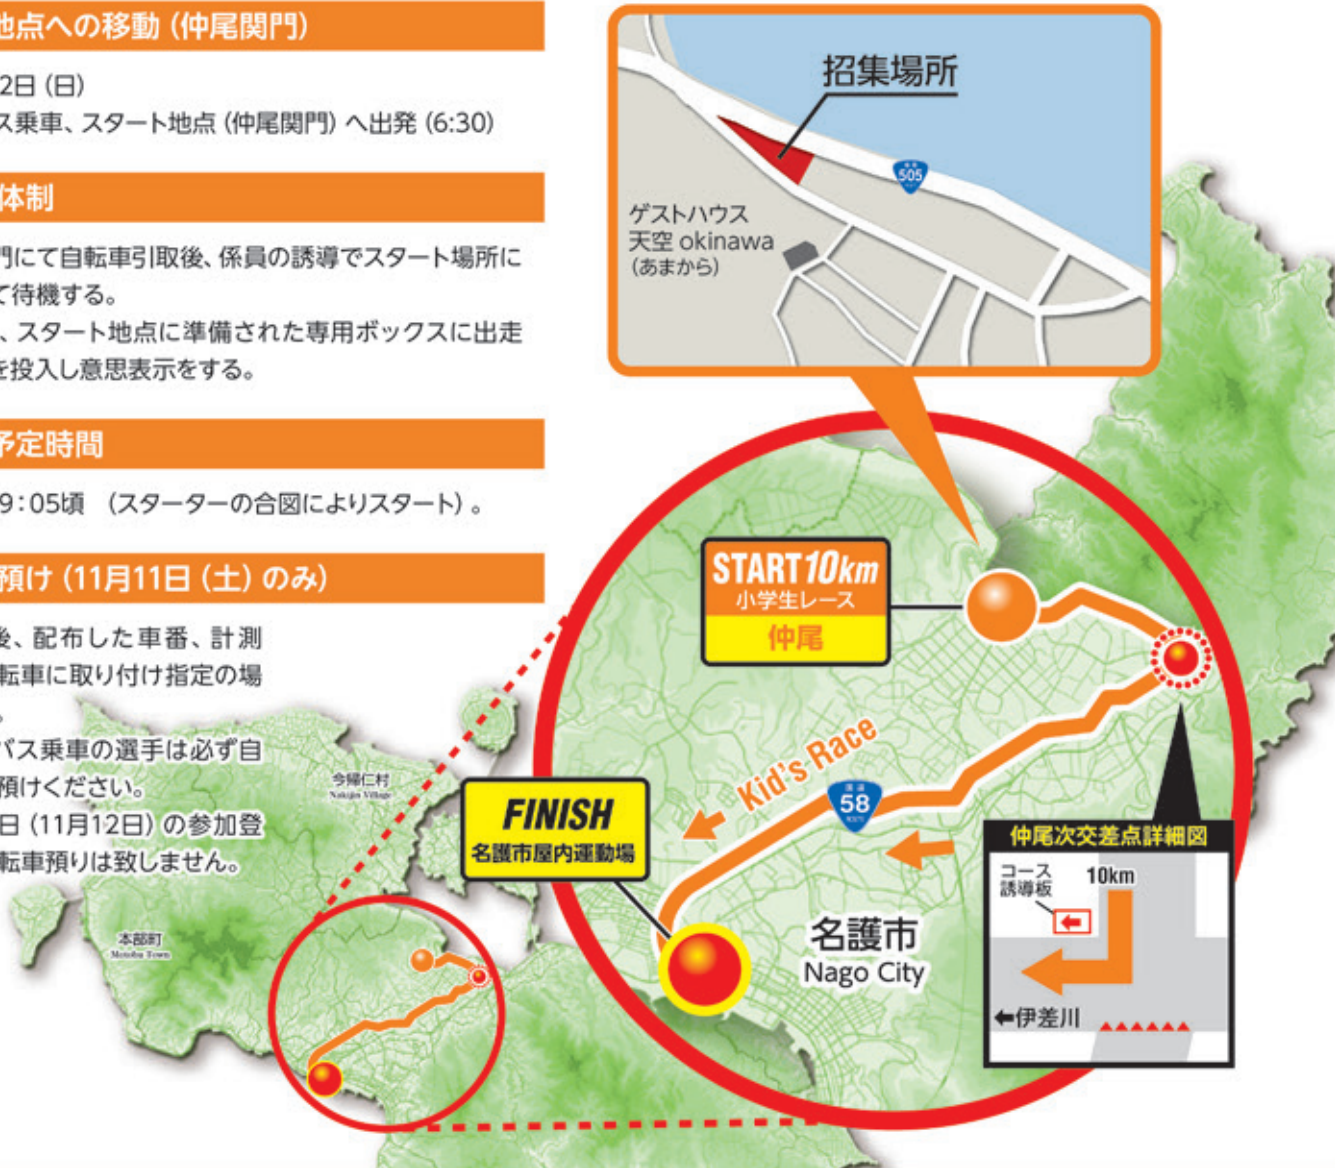 地点への移動（仲尾関門）
2日（日）
ス乗車、スタート地点（仲尾関門）へ出発（6:30）
体制
門にて自転車引取後、係員の誘導でスタート場所に
て待機する。
、スタート地点に準備された専用ボックスに出走
を投入し意思表示をする。
予定時間
9：05頃　（スターターの合図によりスタート）。
預け（11月11日（土）のみ）
後、配布した車番、計測
転車に取り付け指定の場
。
バス乗車の選手は必ず自
預けください。
日（11月12日）の参加登
転車預りは致しません。
招集場所
505
ゲストハウス
天空 okinawa
（あまから）
START10km
小学生レース
仲尾
Kid's Race
国道
58
ROUTE
FINISH
名護市屋内運動場
名護市
Nago City
今帰仁村
Nakijin Village
本部町
Motobu Town
仲尾次交差点詳細図
コース
誘導板
10km
←伊差川